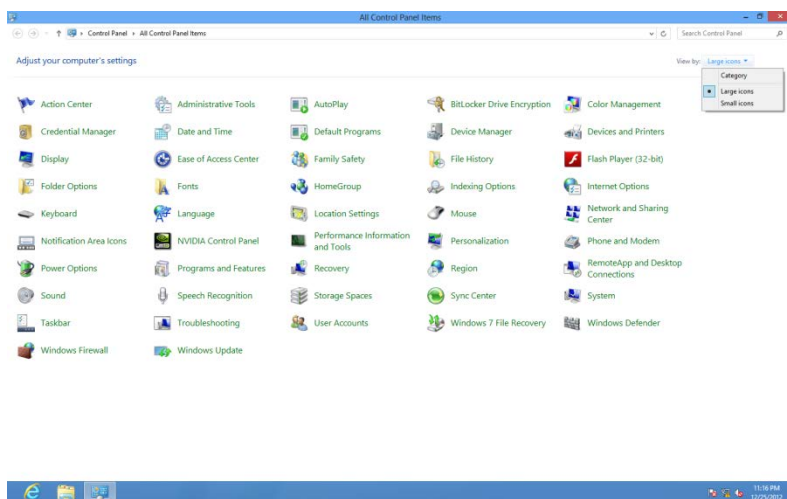 All Control Panel Items
Control Panel All Control Panel Items
Search Control Panel
Adjust your computer's settings
View by: Large icons
Category
Large icons
Small icons
Action Center
Administrative Tools
AutoPlay
BitLocker Drive Encryption
Color Management
Credential Manager
Date and Time
Default Programs
Device Manager
Devices and Printers
Display
Ease of Access Center
Family Safety
File History
Flash Player (32-bit)
Folder Options
Fonts
HomeGroup
Indexing Options
Internet Options
Keyboard
Language
Location Settings
Mouse
Network and Sharing
Center
Notification Area Icons
NVIDIA Control Panel
Performance Information
and Tools
Personalization
Phone and Modem
Power Options
Programs and Features
Recovery
Region
RemoteApp and Desktop
Connections
Sound
Speech Recognition
Storage Spaces
Sync Center
System
Taskbar
Troubleshooting
User Accounts
Windows 7 File Recovery
Windows Defender
Windows Firewall
Windows Update
11:16 PM
12/25/2012